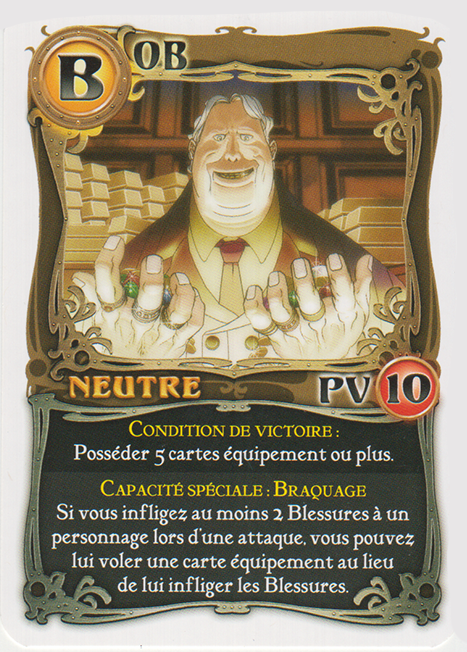 BOB
NEUTRE
PV 10
CONDITION DE VICTOIRE :
Posséder 5 cartes équipement ou plus.
CAPACITÉ SPÉCIALE : BRAQUAGE
Si vous infligez au moins 2 Blessures à un
personnage lors d'une attaque, vous pouvez
lui voler une carte équipement au lieu
de lui infliger les Blessures.